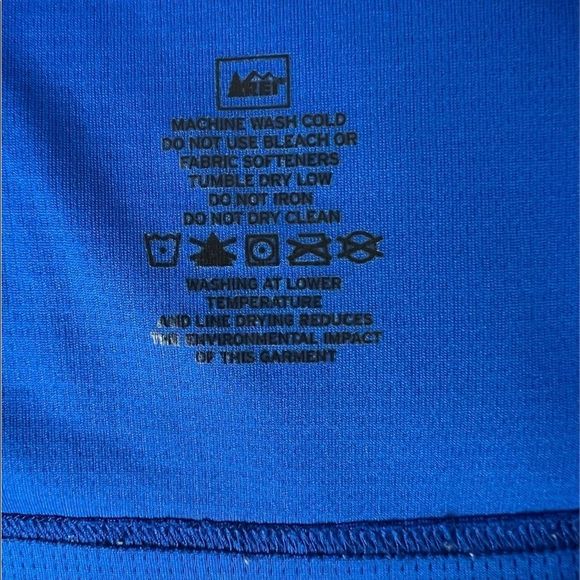 REI
MACHINE WASH COLD
DO NOT USE BLEACH OR
FABRIC SOFTENERS
TUMBLE DRY LOW
DO NOT IRON
DO NOT DRY CLEAN
WASHING AT LOWER
TEMPERATURE
AND LINE DRYING REDUCES
THE ENVIRONMENTAL IMPACT
OF THIS GARMENT